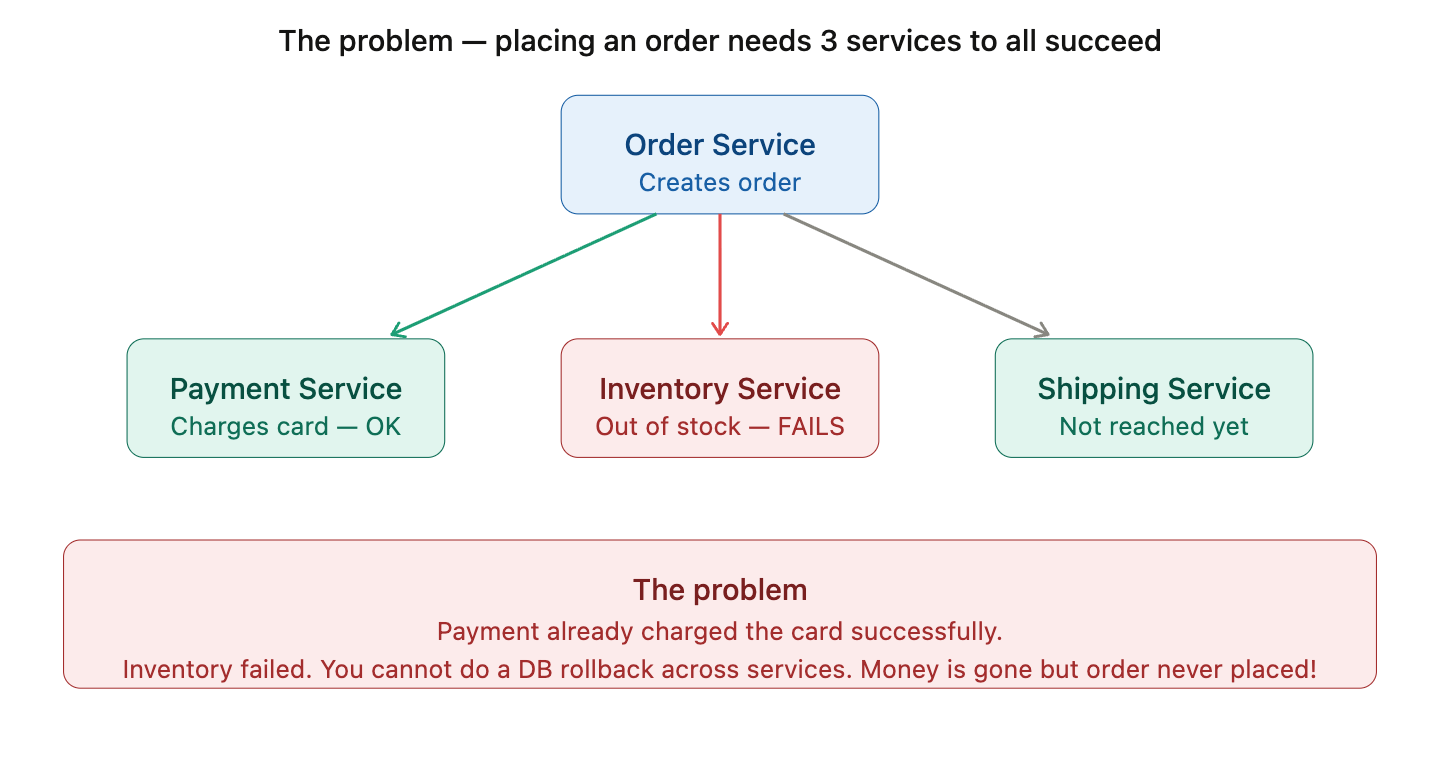 The problem — placing an order needs 3 services to all succeed
Order Service
Creates order
Payment Service
Charges card — OK
Inventory Service
Out of stock — FAILS
Shipping Service
Not reached yet
The problem
Payment already charged the card successfully.
Inventory failed. You cannot do a DB rollback across services. Money is gone but order never placed!